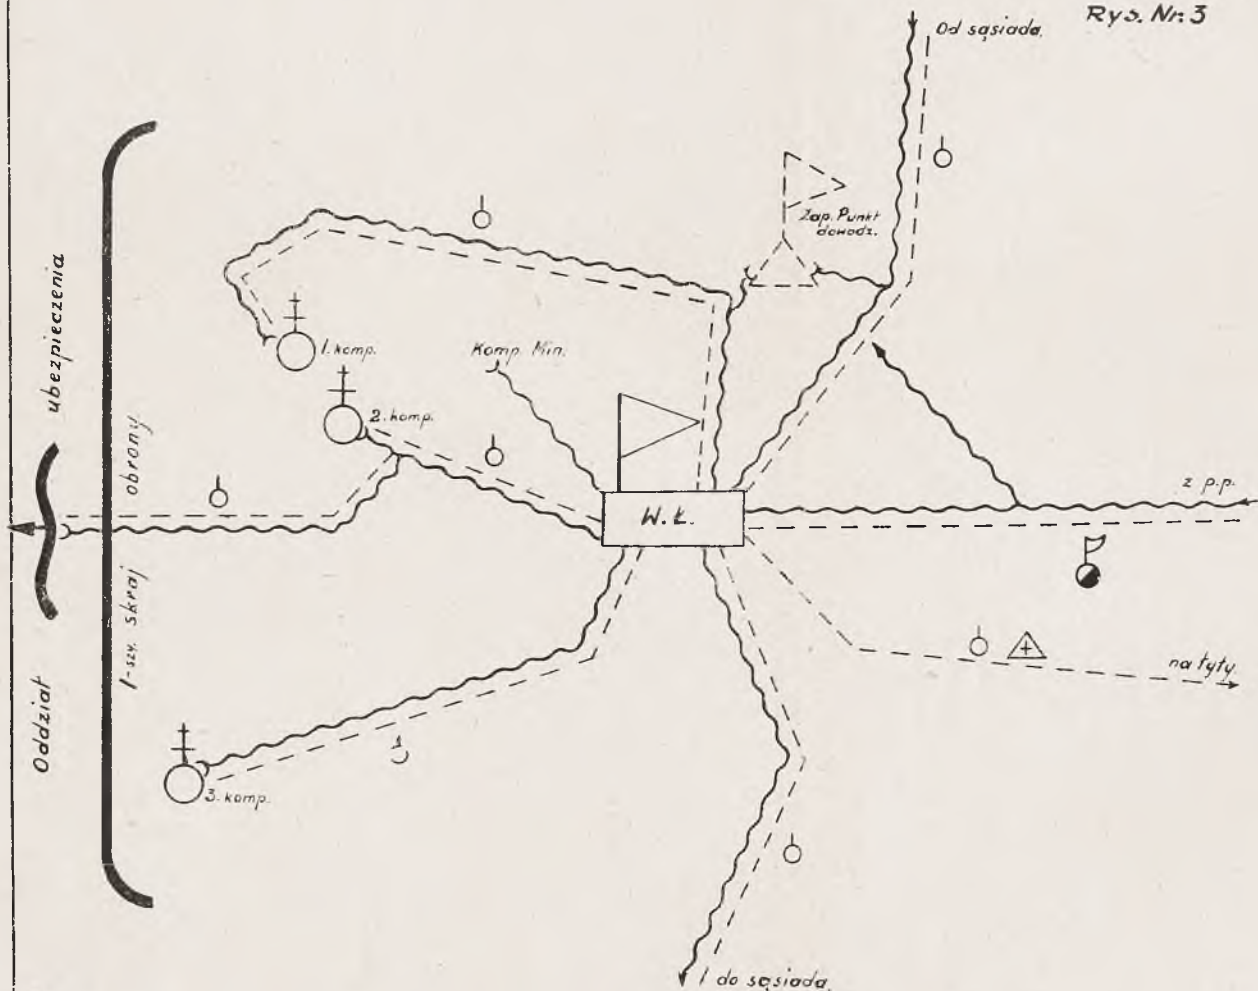 Rys. Nr. 3
Od sąsiada.
Zap. Punkt
dowodz.
1. komp.
Komp. Min.
2. komp.
W. Ł.
z p.p.
na tyły.
3. komp.
do sąsiada.
Oddział ubezpieczenia
1-szy. skraj obrony